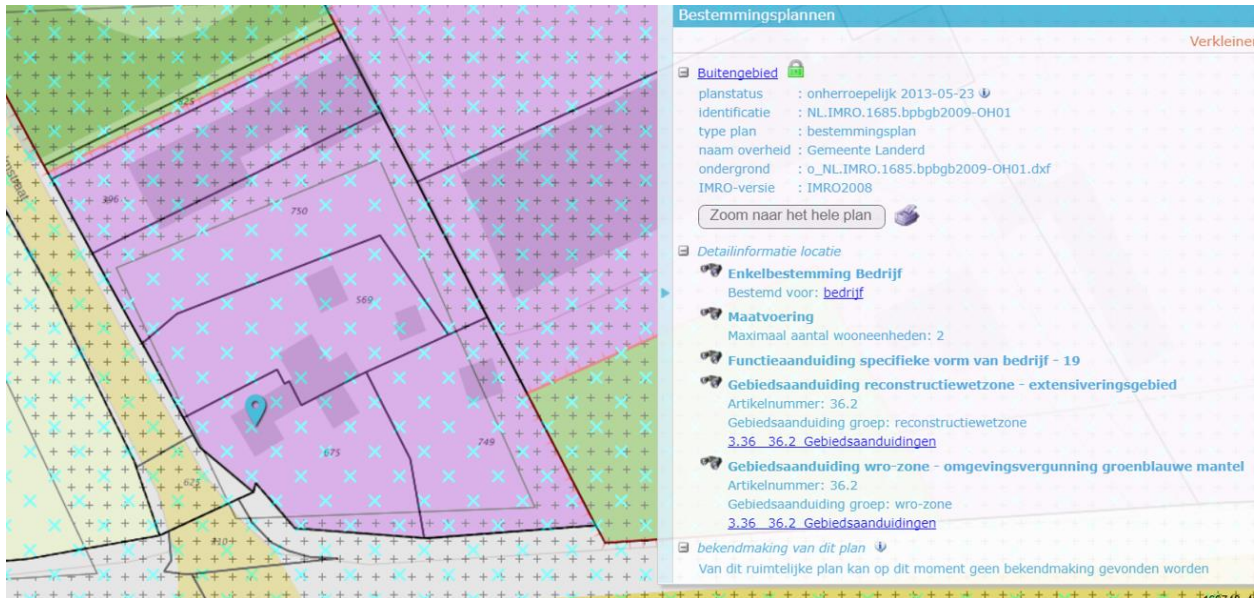 Bestemmingsplannen
Buitengebied
planstatus : onherroepelijk 2013-05-23
identificatie : NL.IMRO.1685.bpbgb2009-OH01
type plan : bestemmingsplan
naam overheid : Gemeente Landerd
ondergrond : o_NL.IMRO.1685.bpbgb2009-OH01.dxf
IMRO-versie : IMRO2008
Zoom naar het hele plan
Detailinformatie locatie
Enkelbestemming Bedrijf
Bestemd voor: bedrijf
Maatvoering
Maximaal aantal wooneenheden: 2
Functieaanduiding specifieke vorm van bedrijf - 19
Gebiedsaanduiding reconstructiewetzone - extensiveringsgebied
Artikelnummer: 36.2
Gebiedsaanduiding groep: reconstructiewetzone
3.36 36.2 Gebiedsaanduidingen
Gebiedsaanduiding wro-zone - omgevingsvergunning groenblauwe mantel
Artikelnummer: 36.2
Gebiedsaanduiding groep: wro-zone
3.36 36.2 Gebiedsaanduidingen
bekendmaking van dit plan
Van dit ruimtelijke plan kan op dit moment geen bekendmaking gevonden worden
750
569
749
675
625